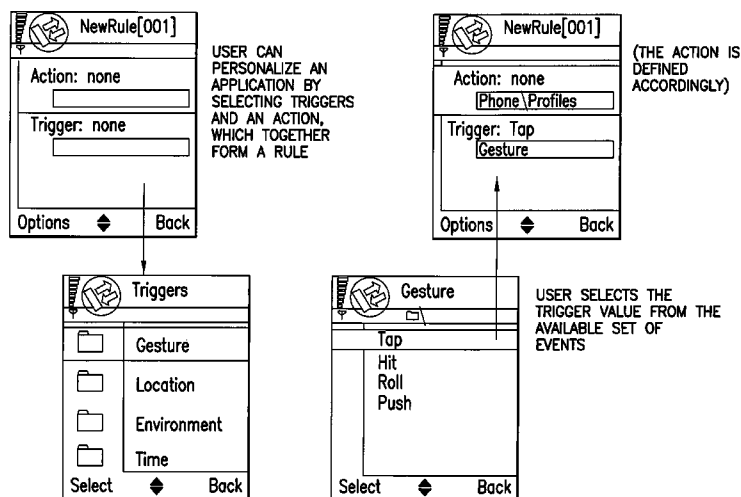 NewRule[001]
Action: none
Trigger: none
Options Back
USER CAN
PERSONALIZE AN
APPLICATION BY
SELECTING TRIGGERS
AND AN ACTION,
WHICH TOGETHER
FORM A RULE
NewRule[001]
Action: none
Phone\Profiles
Trigger: Tap
Gesture
Options Back
(THE ACTION IS
DEFINED
ACCORDINGLY)
Triggers
Gesture
Location
Environment
Time
Select Back
Gesture
Tap
Hit
Roll
Push
Select Back
USER SELECTS THE
TRIGGER VALUE FROM THE
AVAILABLE SET OF
EVENTS